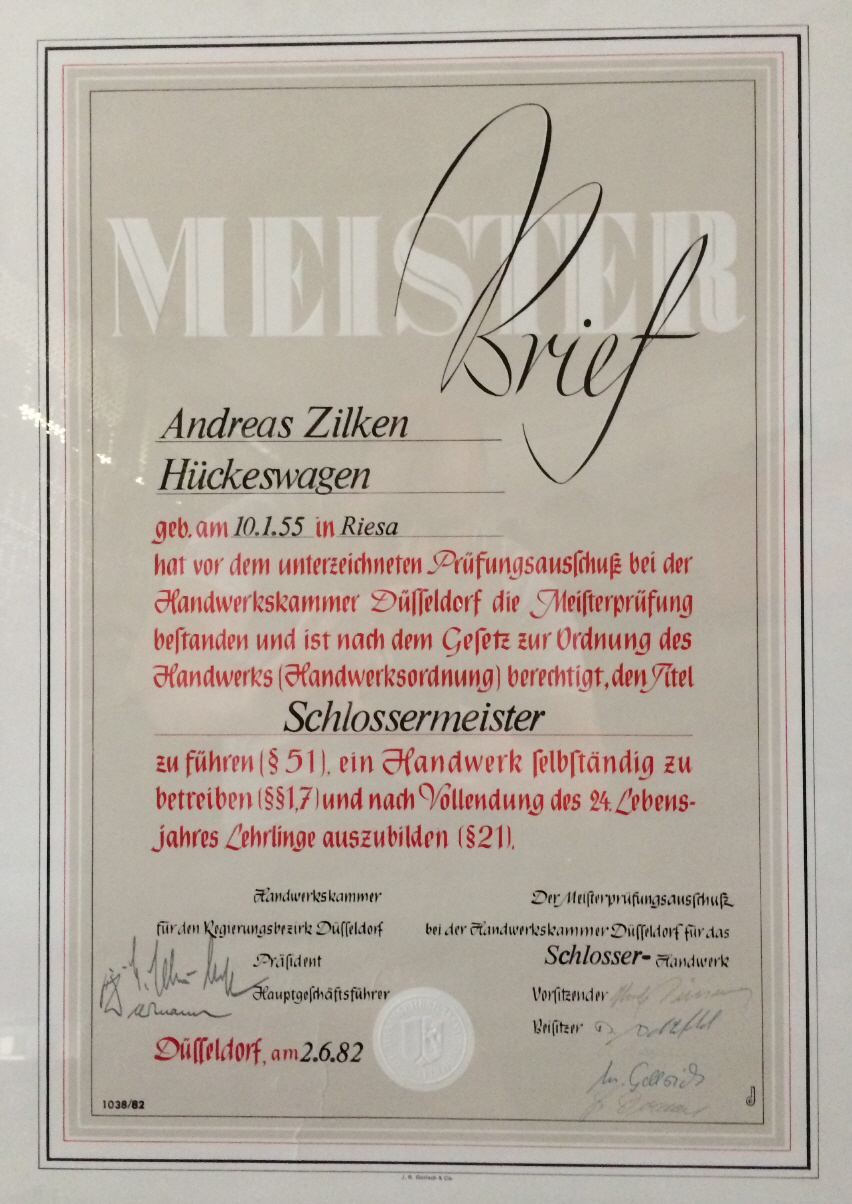 MEISTER
Brief
Andreas Zilken
Hückeswagen
geb. am 10.1.55 in Riesa
hat vor dem unterzeichneten Prüfungsausſchuß bei der
Handwerkskammer Düſſeldorf die Meiſterprüfung
beſtanden und ist nach dem Geſetz zur Ordnung des
Handwerks (Handwerksordnung) berechtigt, den Titel
Schlossermeister
zu führen (§ 51), ein Handwerk ſelbſtändig zu
betreiben (§§1,7) und nach Vollendung des 24. Lebens-
jahres Lehrlinge auszubilden (§21).
Handwerkskammer
für den Regierungsbezirk Düſſeldorf
Präſident
Hauptgeſchäftsführer
Düſſeldorf, am 2.6.82
Der Meiſterprüfungsausſchuß
bei der Handwerkskammer Düſſeldorf für das
Schlosser- Handwerk
Vorſitzender
Beiſitzer
1038/82